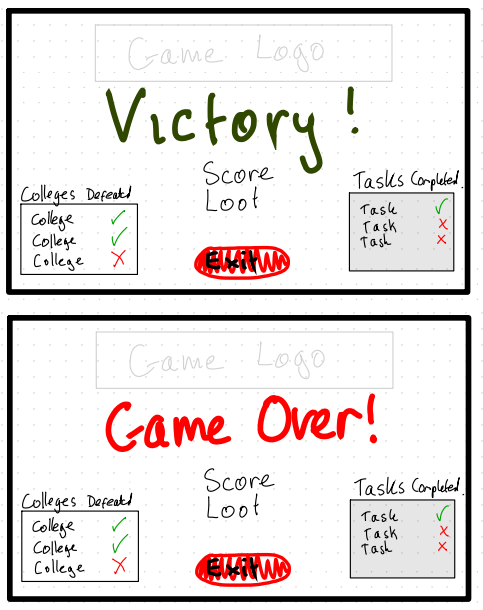 Game Logo
Victory!
Score
Loot
Colleges Defeated
College ✓
College ✓
College ✗
Exit
Tasks Completed.
Task ✓
Task ✗
Task ✗
Game Logo
Game Over!
Score
Loot
Colleges Defeated
College ✓
College ✓
College ✗
Exit
Tasks Completed.
Task ✓
Task ✗
Task ✗